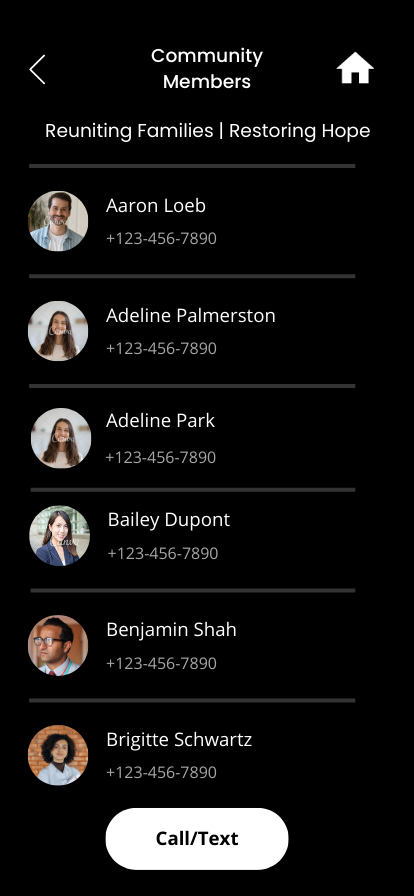 Community
Members
Reuniting Families | Restoring Hope
Aaron Loeb
+123-456-7890
Adeline Palmerston
+123-456-7890
Adeline Park
+123-456-7890
Bailey Dupont
+123-456-7890
Benjamin Shah
+123-456-7890
Brigitte Schwartz
+123-456-7890
Call/Text